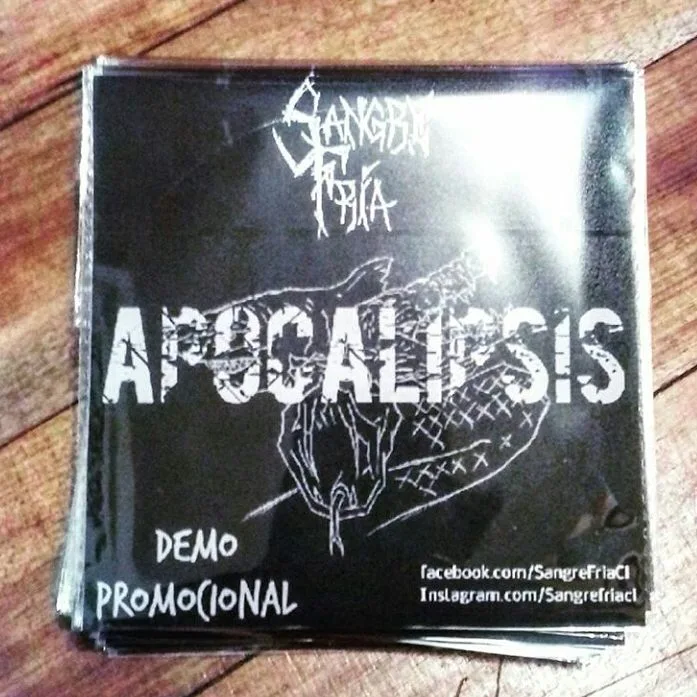 SANGRE
FRÍA
APOCALIPSIS
DEMO
PROMOCIONAL
facebook.com/SangreFriaCl
Instagram.com/Sangrefriacl